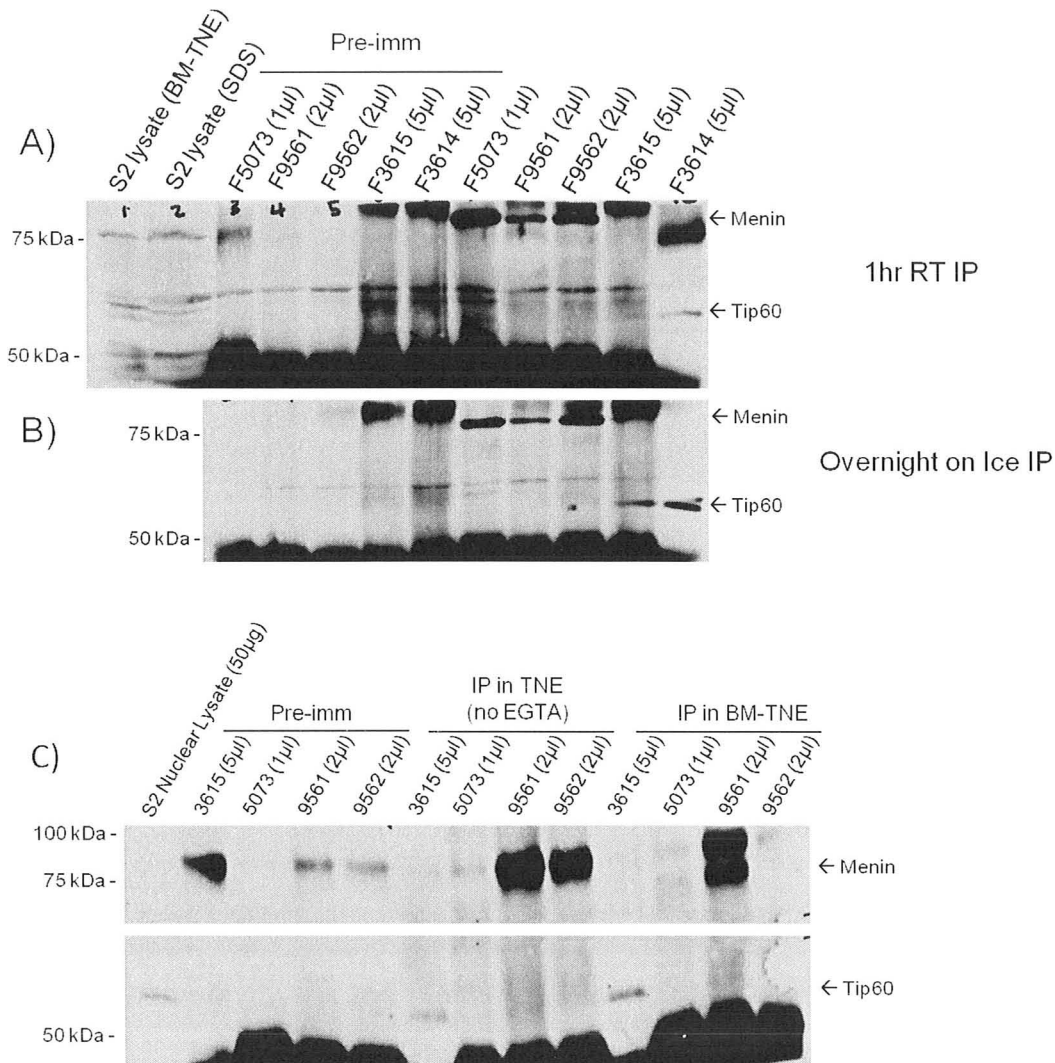 Pre-imm
A)
S2 lysate (BM-TNE)
S2 lysate (SDS)
F5073 (1µl)
F9561 (2µl)
F9562 (2µl)
F3615 (5µl)
F3614 (5µl)
F5073 (1µl)
F9561 (2µl)
F9562 (2µl)
F3615 (5µl)
F3614 (5µl)
1 2 3 4 5
75 kDa -
50 kDa -
← Menin
← Tip60
1hr RT IP
B)
75 kDa -
50 kDa -
← Menin
← Tip60
Overnight on Ice IP
C)
Pre-imm
IP in TNE
(no EGTA)
IP in BM-TNE
S2 Nuclear Lysate (50µg)
3615 (5µl)
5073 (1µl)
9561 (2µl)
9562 (2µl)
3615 (5µl)
5073 (1µl)
9561 (2µl)
9562 (2µl)
3615 (5µl)
5073 (1µl)
9561 (2µl)
9562 (2µl)
100 kDa -
75 kDa -
← Menin
50 kDa -
← Tip60